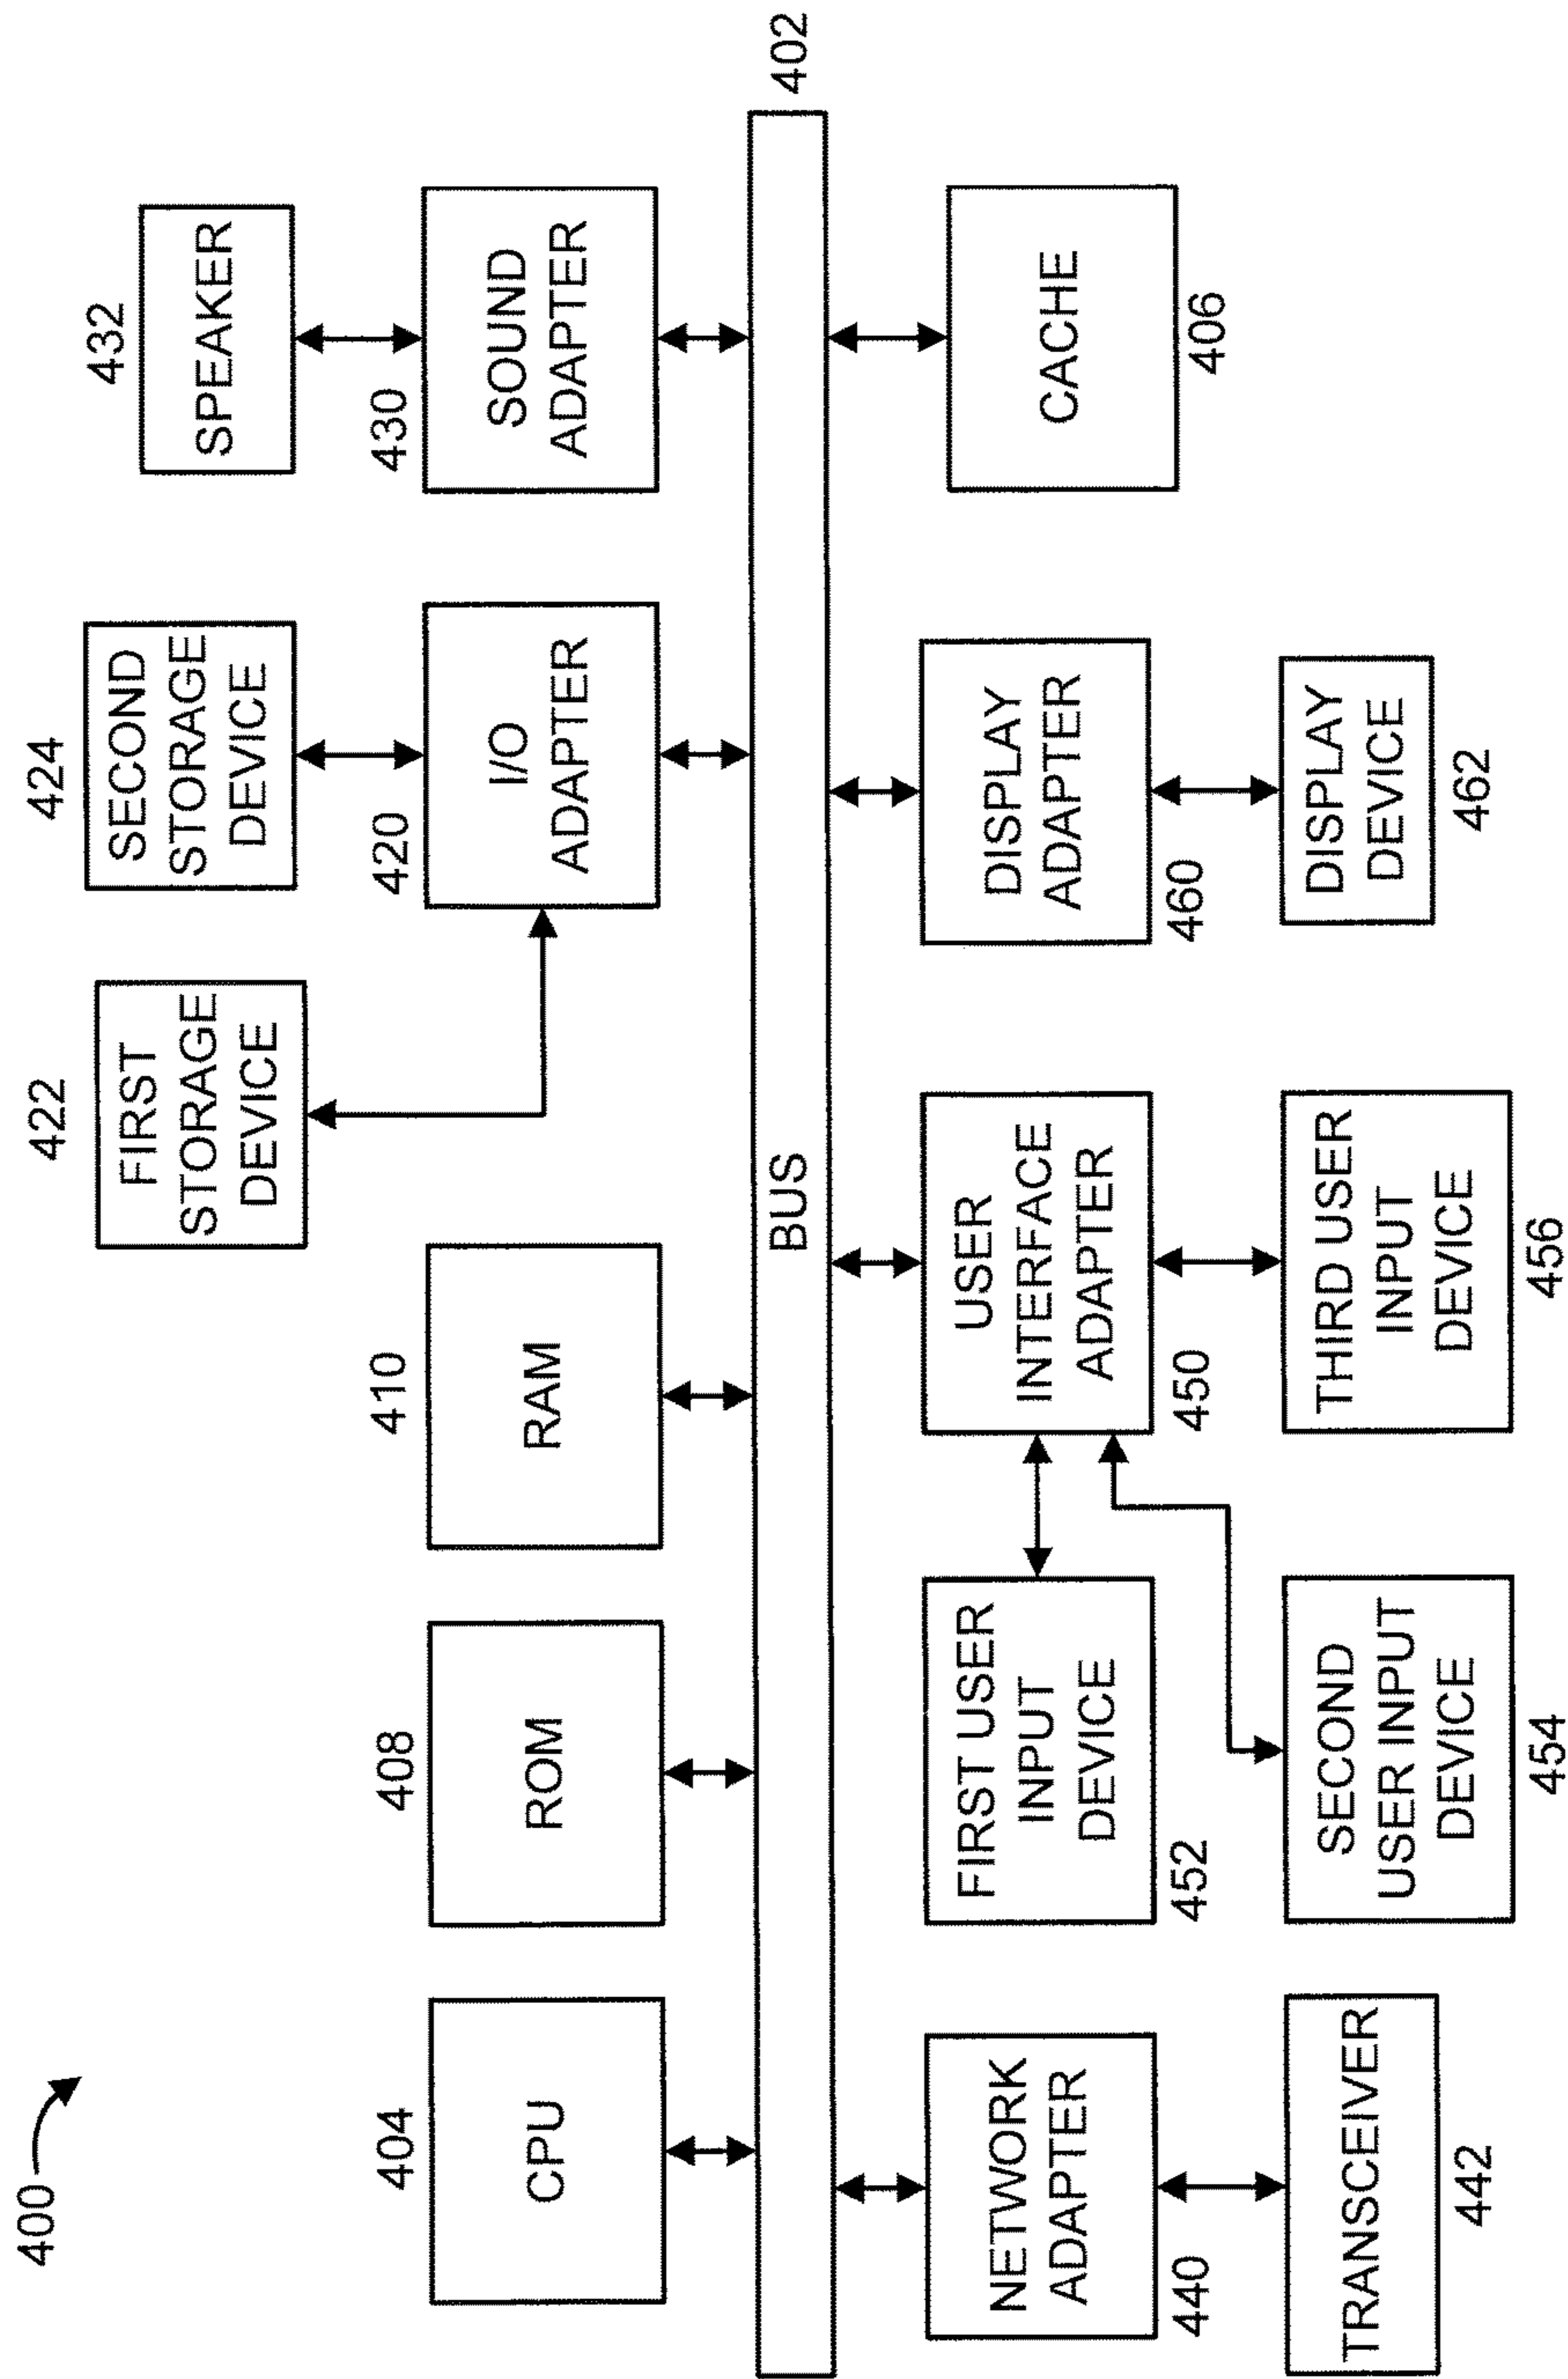 400
404
CPU
408
ROM
410
RAM
422
FIRST
STORAGE
DEVICE
424
SECOND
STORAGE
DEVICE
420
I/O
ADAPTER
432
SPEAKER
430
SOUND
ADAPTER
BUS
402
NETWORK
ADAPTER
440
TRANSCEIVER
442
FIRST USER
INPUT
DEVICE
452
SECOND
USER INPUT
DEVICE
454
USER
INTERFACE
ADAPTER
450
THIRD USER
INPUT
DEVICE
456
DISPLAY
ADAPTER
460
DISPLAY
DEVICE
462
CACHE
406